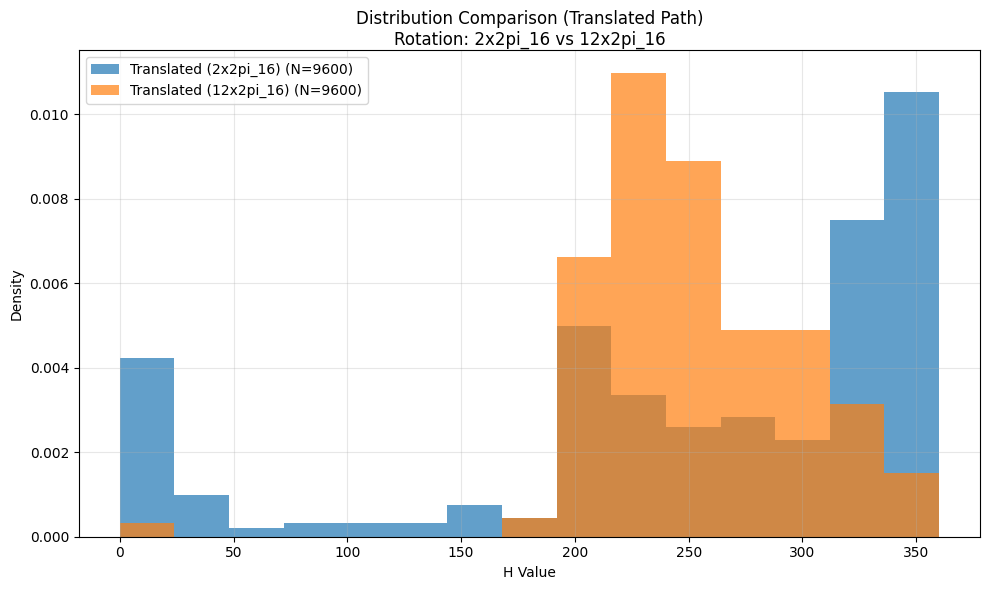 Distribution Comparison (Translated Path)
Rotation: 2x2pi_16 vs 12x2pi_16
Translated (2x2pi_16) (N=9600)
Translated (12x2pi_16) (N=9600)
Density
0.010
0.008
0.006
0.004
0.002
0.000
0 50 100 150 200 250 300 350
H Value